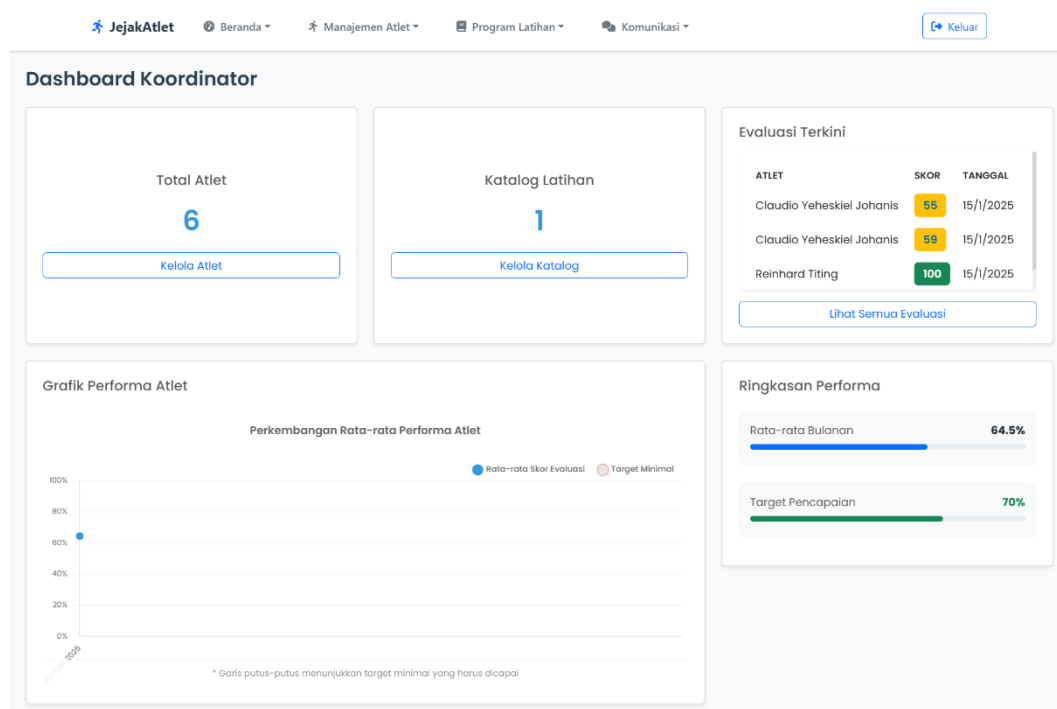 JejakAtlet Beranda Manajemen Atlet Program Latihan Komunikasi Keluar
Dashboard Koordinator
Total Atlet
6
Kelola Atlet
Katalog Latihan
1
Kelola Katalog
Evaluasi Terkini
ATLET SKOR TANGGAL
Claudio Yeheskiel Johanis 55 15/1/2025
Claudio Yeheskiel Johanis 59 15/1/2025
Reinhard Titing 100 15/1/2025
Lihat Semua Evaluasi
Grafik Performa Atlet
Perkembangan Rata-rata Performa Atlet
Rata-rata Skor Evaluasi Target Minimal
100%
80%
60%
40%
20%
0%
* Garis putus-putus menunjukkan target minimal yang harus dicapai
Ringkasan Performa
Rata-rata Bulanan 64.5%
Target Pencapaian 70%